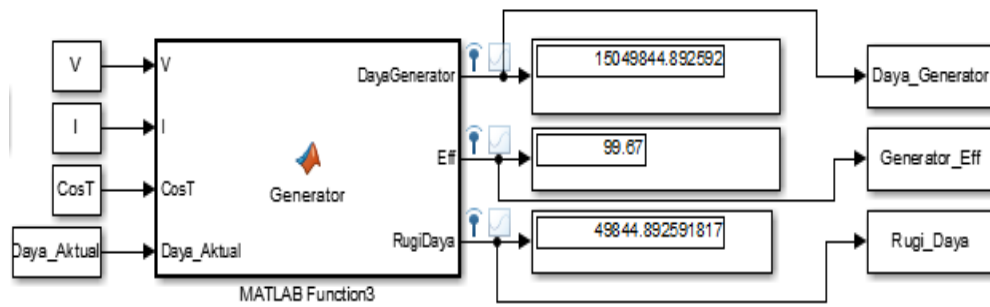 V
I
CosT
Daya_Aktual
V
I
CosT
Daya_Aktual
Generator
DayaGenerator
Eff
RugiDaya
MATLAB Function3
15049844.892592
99.67
49844.892591817
Daya_Generator
Generator_Eff
Rugi_Daya